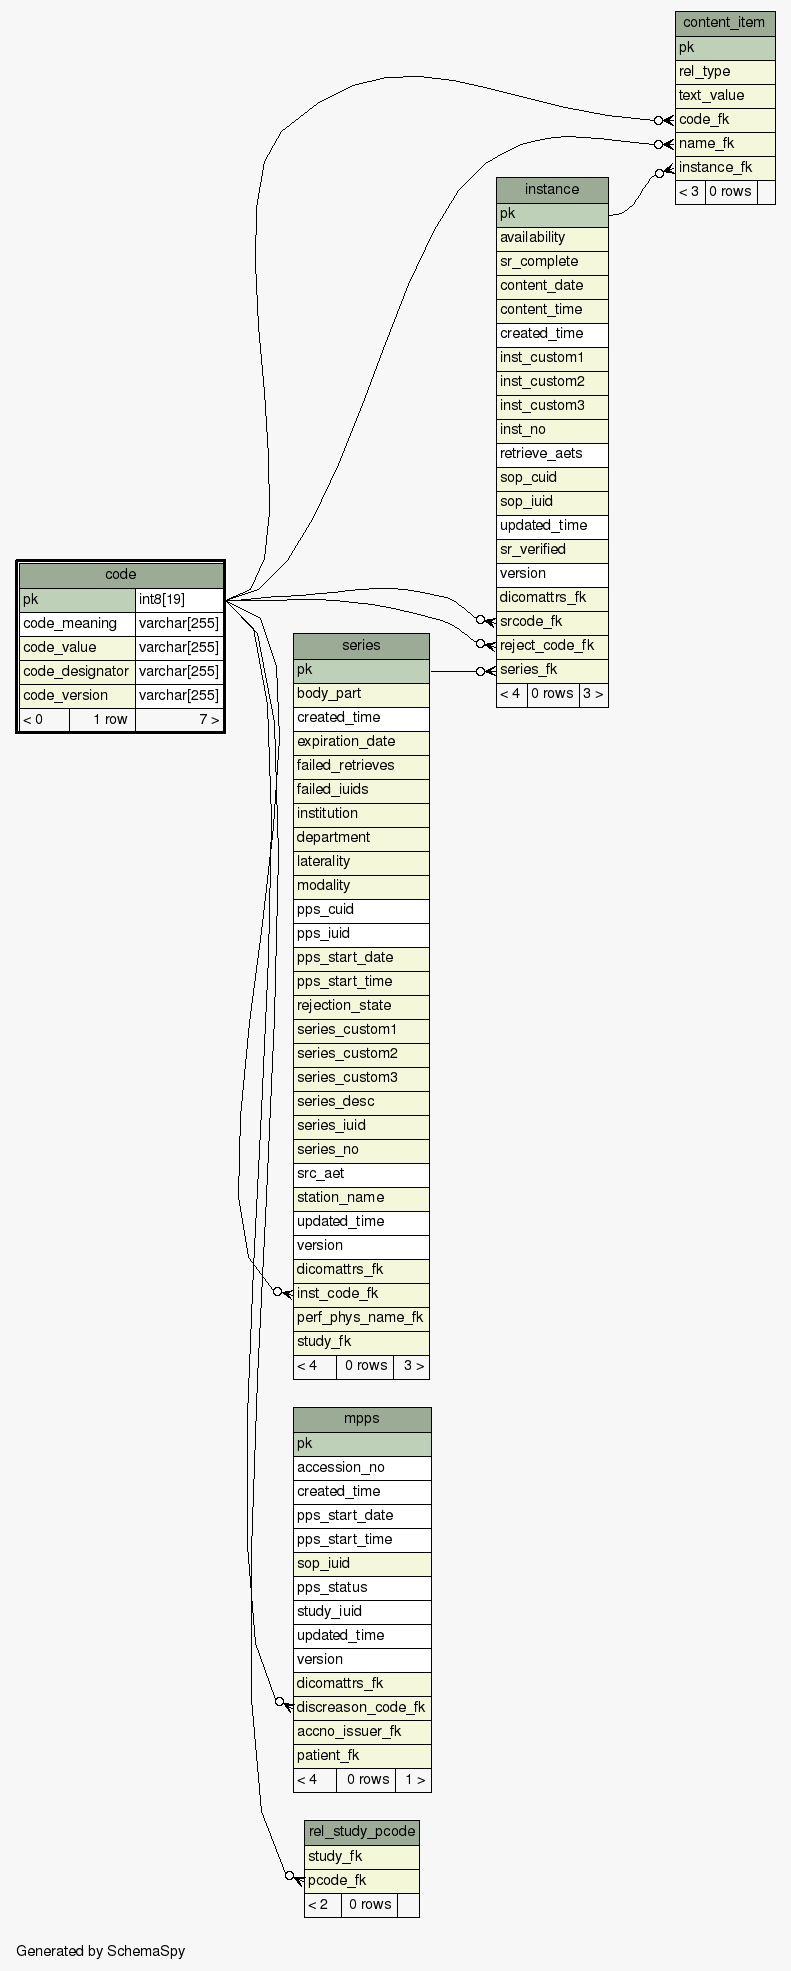 content_item
pk
rel_type
text_value
code_fk
name_fk
instance_fk
< 3 0 rows
instance
pk
availability
sr_complete
content_date
content_time
created_time
inst_custom1
inst_custom2
inst_custom3
inst_no
retrieve_aets
sop_cuid
sop_iuid
updated_time
sr_verified
version
dicomattrs_fk
srcode_fk
reject_code_fk
series_fk
< 4 0 rows 3 >
code
pk int8[19]
code_meaning varchar[255]
code_value varchar[255]
code_designator varchar[255]
code_version varchar[255]
< 0 1 row 7 >
series
pk
body_part
created_time
expiration_date
failed_retrieves
failed_iuids
institution
department
laterality
modality
pps_cuid
pps_iuid
pps_start_date
pps_start_time
rejection_state
series_custom1
series_custom2
series_custom3
series_desc
series_iuid
series_no
src_aet
station_name
updated_time
version
dicomattrs_fk
inst_code_fk
perf_phys_name_fk
study_fk
< 4 0 rows 3 >
mpps
pk
accession_no
created_time
pps_start_date
pps_start_time
sop_iuid
pps_status
study_iuid
updated_time
version
dicomattrs_fk
discreason_code_fk
accno_issuer_fk
patient_fk
< 4 0 rows 1 >
rel_study_pcode
study_fk
pcode_fk
< 2 0 rows
Generated by SchemaSpy